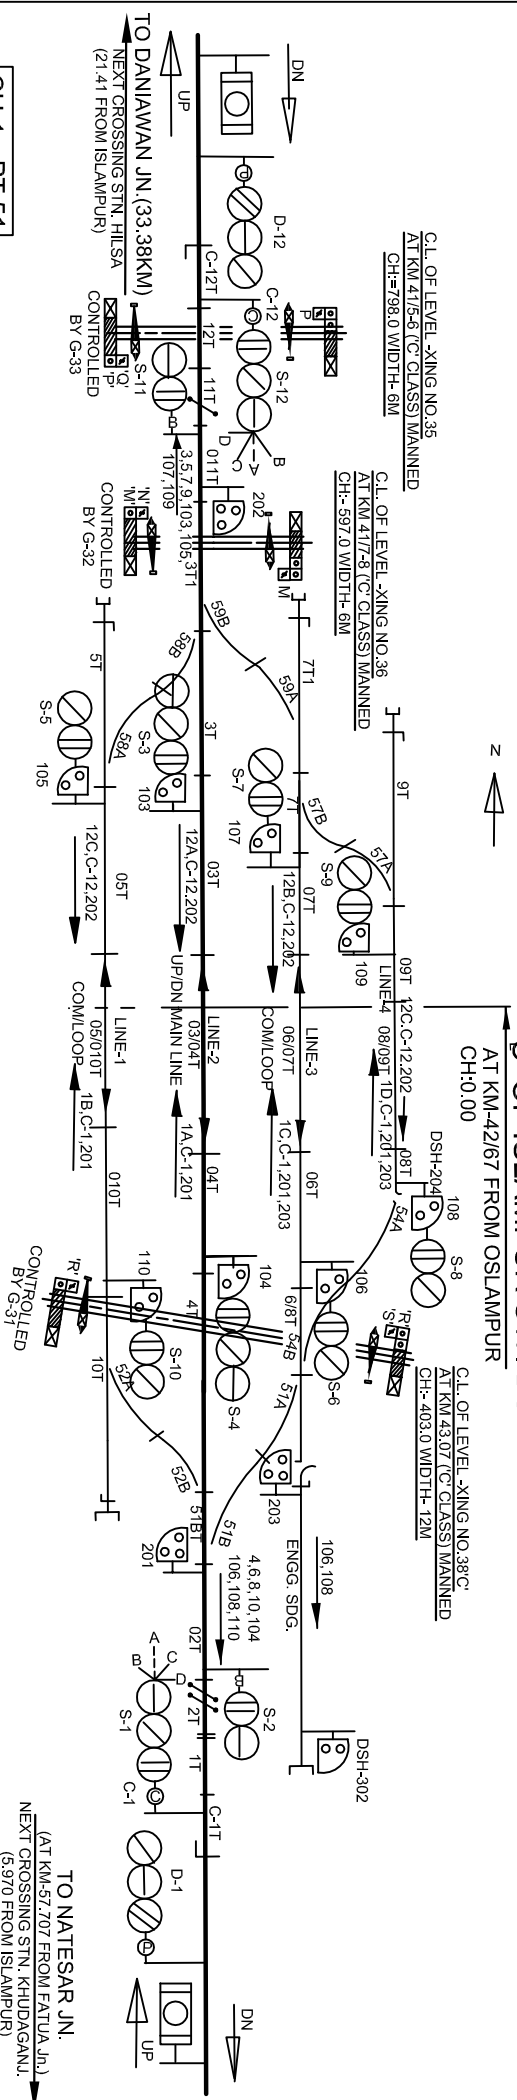 TO DANIAWAN JN.(33.38KM)
NEXT CROSSING STN. HILSA
(21.41 FROM ISLAMPUR)
UP
DN
D-12
C-12T
C-12
P
C.L. OF LEVEL -XING NO.35
AT KM 41/5-6 ('C' CLASS) MANNED
CH:=798.0 WIDTH-6M
12T
'Q'
'P'
CONTROLLED
BY G-33
S-11
S-12
11T
B
A
C
D
B
011T
3,5,7,9,103,105,3T1
107,109
202
C.L. OF LEVEL -XING NO.36
AT KM 41/7-8 ('C' CLASS) MANNED
CH:- 597.0 WIDTH- 6M
'N'
'M'
CONTROLLED
BY G-32
M
59B
59A
58B
58A
7T1
5T
3T
S-5
105
S-3
103
S-7
107
7T
57B
57A
9T
S-9
109
N
12C,C-12,202
05T
12A,C-12,202
03T
12B,C-12,202
07T
09T
12C.C-12.202
LINE-1
COM/LOOP
05/010T
LINE-2
UP/DN MAIN LINE
03/04T
LINE-3
COM/LOOP
06/07T
LINE-4
08/09T
AT KM-42/67 FROM OSLAMPUR
CH:0.00
1B,C-1,201
1A,C-1,201
1C,C-1,201,203
1D,C-1,201,203
010T
04T
06T
08T
DSH-204
108
S-8
54A
54B
110
S-10
104
S-4
4T
106
S-6
6/8T
'R'
CONTROLLED
BY G-31
'R'
'S'
C.L. OF LEVEL -XING NO.38'C'
AT KM 43.07 ('C' CLASS) MANNED
CH:- 403.0 WIDTH- 12M
10T
52A
52B
51A
51B
51BT
203
201
ENGG. SDG.
106,108
4,6,8,10,104
106,108,110
02T
A
B
C
D
S-1
S-2
B
2T
1T
C-1
C
C-1T
DSH-302
D-1
P
DN
UP
TO NATESAR JN.
(AT KM-57.707 FROM FATUA Jn.)
NEXT CROSSING STN. KHUDAGANJ.
(5.970 FROM ISLAMPUR)